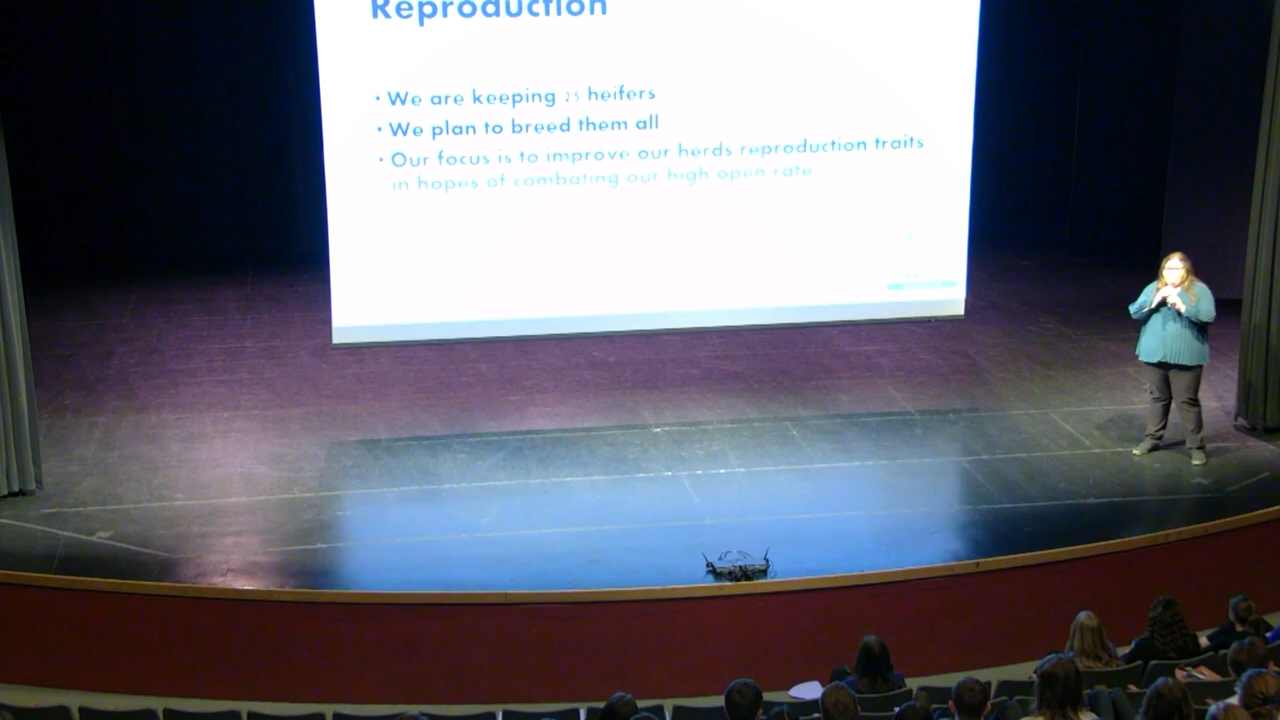 Reproduction
• We are keeping 25 heifers
• We plan to breed them all
• Our focus is to improve our herds reproduction traits
in hopes of combating our high open rate